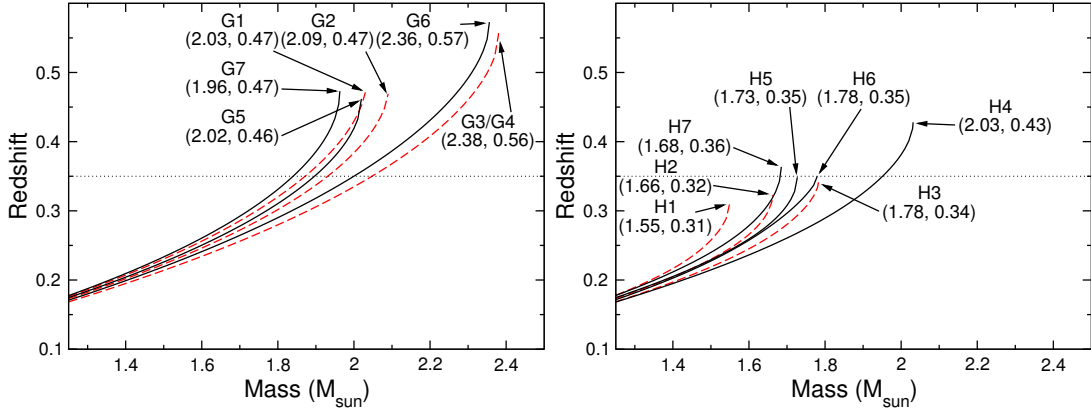 G1
G2
G6
(2.03, 0.47)
(2.09, 0.47)
(2.36, 0.57)
G7
(1.96, 0.47)
G5
(2.02, 0.46)
G3/G4
(2.38, 0.56)
0.5
0.4
0.3
0.2
0.1
Redshift
1.4
1.6
1.8
2
2.2
2.4
Mass (Msun)
H5
(1.73, 0.35)
H6
(1.78, 0.35)
H4
(2.03, 0.43)
H7
(1.68, 0.36)
H2
(1.66, 0.32)
H1
(1.55, 0.31)
H3
(1.78, 0.34)
0.5
0.4
0.3
0.2
0.1
Redshift
1.4
1.6
1.8
2
2.2
2.4
Mass (Msun)